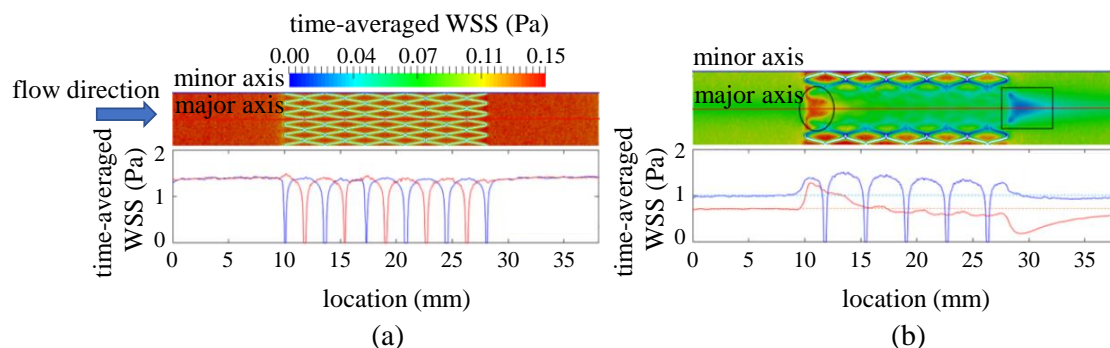 time-averaged WSS (Pa)
0.00 0.04 0.07 0.11 0.15
flow direction
minor axis
major axis
time-averaged
WSS (Pa)
2
1
0
0 5 10 15 20 25 30 35
location (mm)
(a)
minor axis
major axis
time-averaged
WSS (Pa)
2
1
0
0 5 10 15 20 25 30 35
location (mm)
(b)